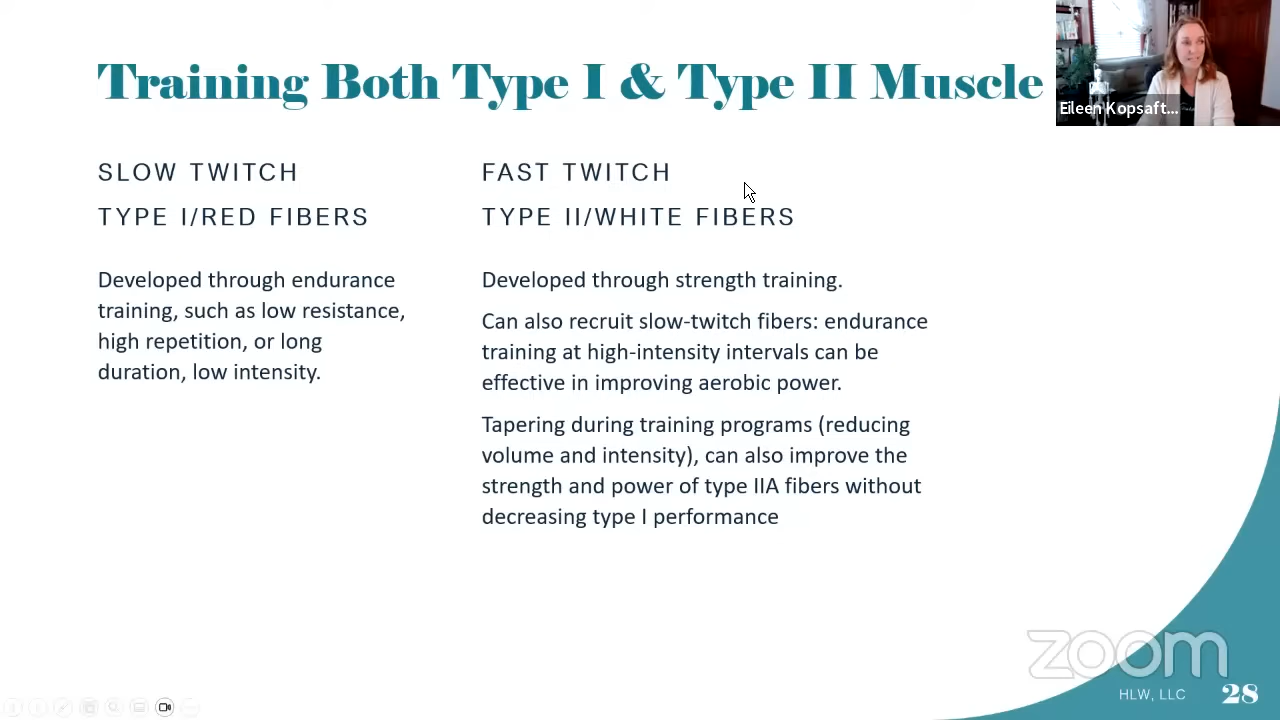 Training Both Type I & Type II Muscle
Eileen Kopsaft...
SLOW TWITCH
TYPE I/RED FIBERS
Developed through endurance
training, such as low resistance,
high repetition, or long
duration, low intensity.
FAST TWITCH
TYPE II/WHITE FIBERS
Developed through strength training.
Can also recruit slow-twitch fibers: endurance
training at high-intensity intervals can be
effective in improving aerobic power.
Tapering during training programs (reducing
volume and intensity), can also improve the
strength and power of type IIA fibers without
decreasing type I performance
zoom
HLW, LLC
28